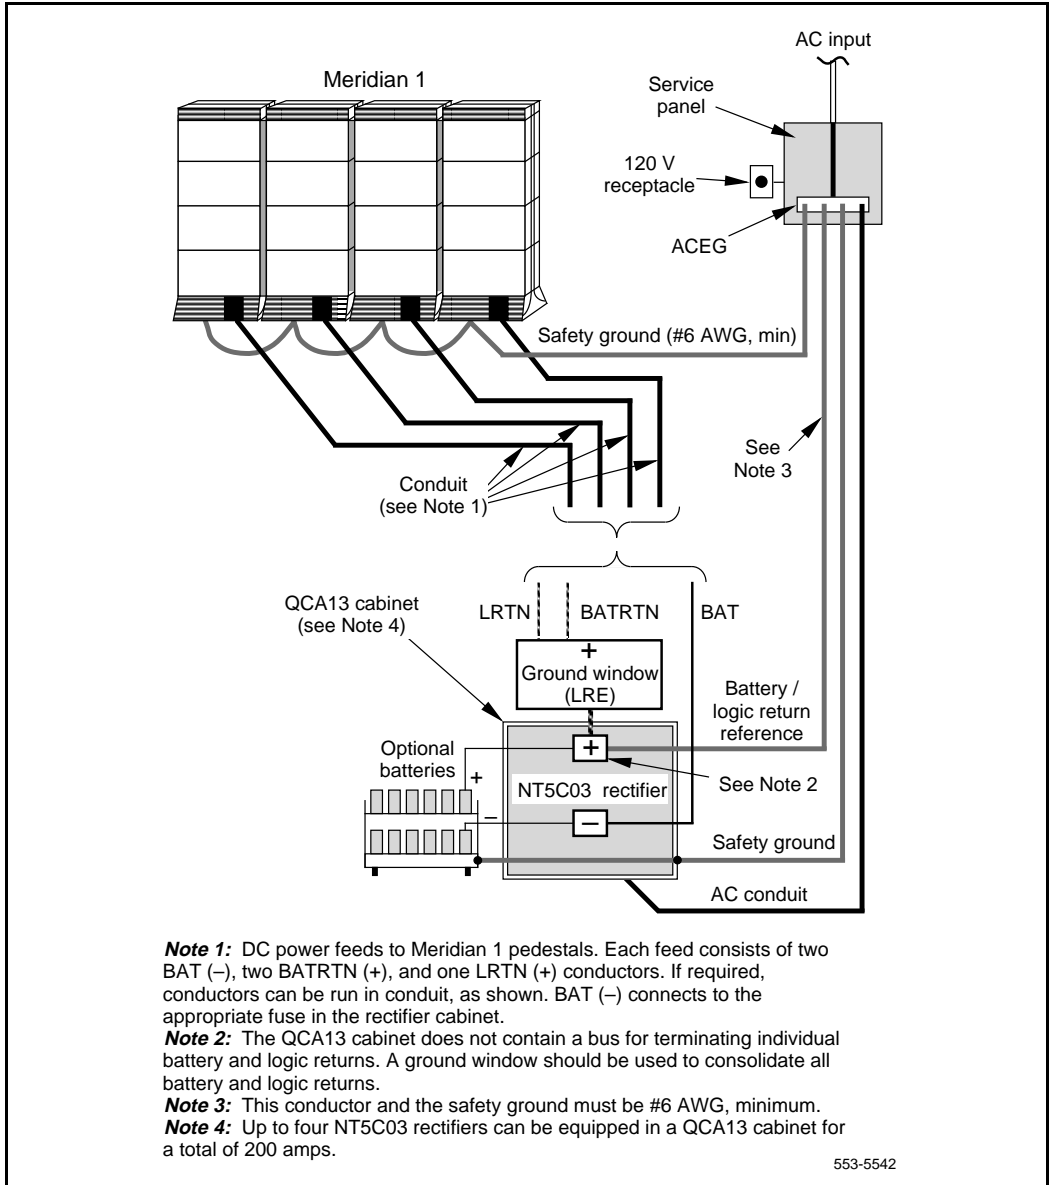 AC input
Meridian 1
Service
panel
120 V
receptacle
ACEG
Safety ground (#6 AWG, min)
See
Note 3
Conduit
(see Note 1)
QCA13 cabinet
(see Note 4)
LRTN
BATRTN
BAT
+
Ground window
(LRE)
Battery /
logic return
reference
Optional
batteries
+
+
See Note 2
NT5C03 rectifier
–
–
Safety ground
AC conduit
Note 1: DC power feeds to Meridian 1 pedestals. Each feed consists of two
BAT (–), two BATRTN (+), and one LRTN (+) conductors. If required,
conductors can be run in conduit, as shown. BAT (–) connects to the
appropriate fuse in the rectifier cabinet.
Note 2: The QCA13 cabinet does not contain a bus for terminating individual
battery and logic returns. A ground window should be used to consolidate all
battery and logic returns.
Note 3: This conductor and the safety ground must be #6 AWG, minimum.
Note 4: Up to four NT5C03 rectifiers can be equipped in a QCA13 cabinet for
a total of 200 amps.
553-5542